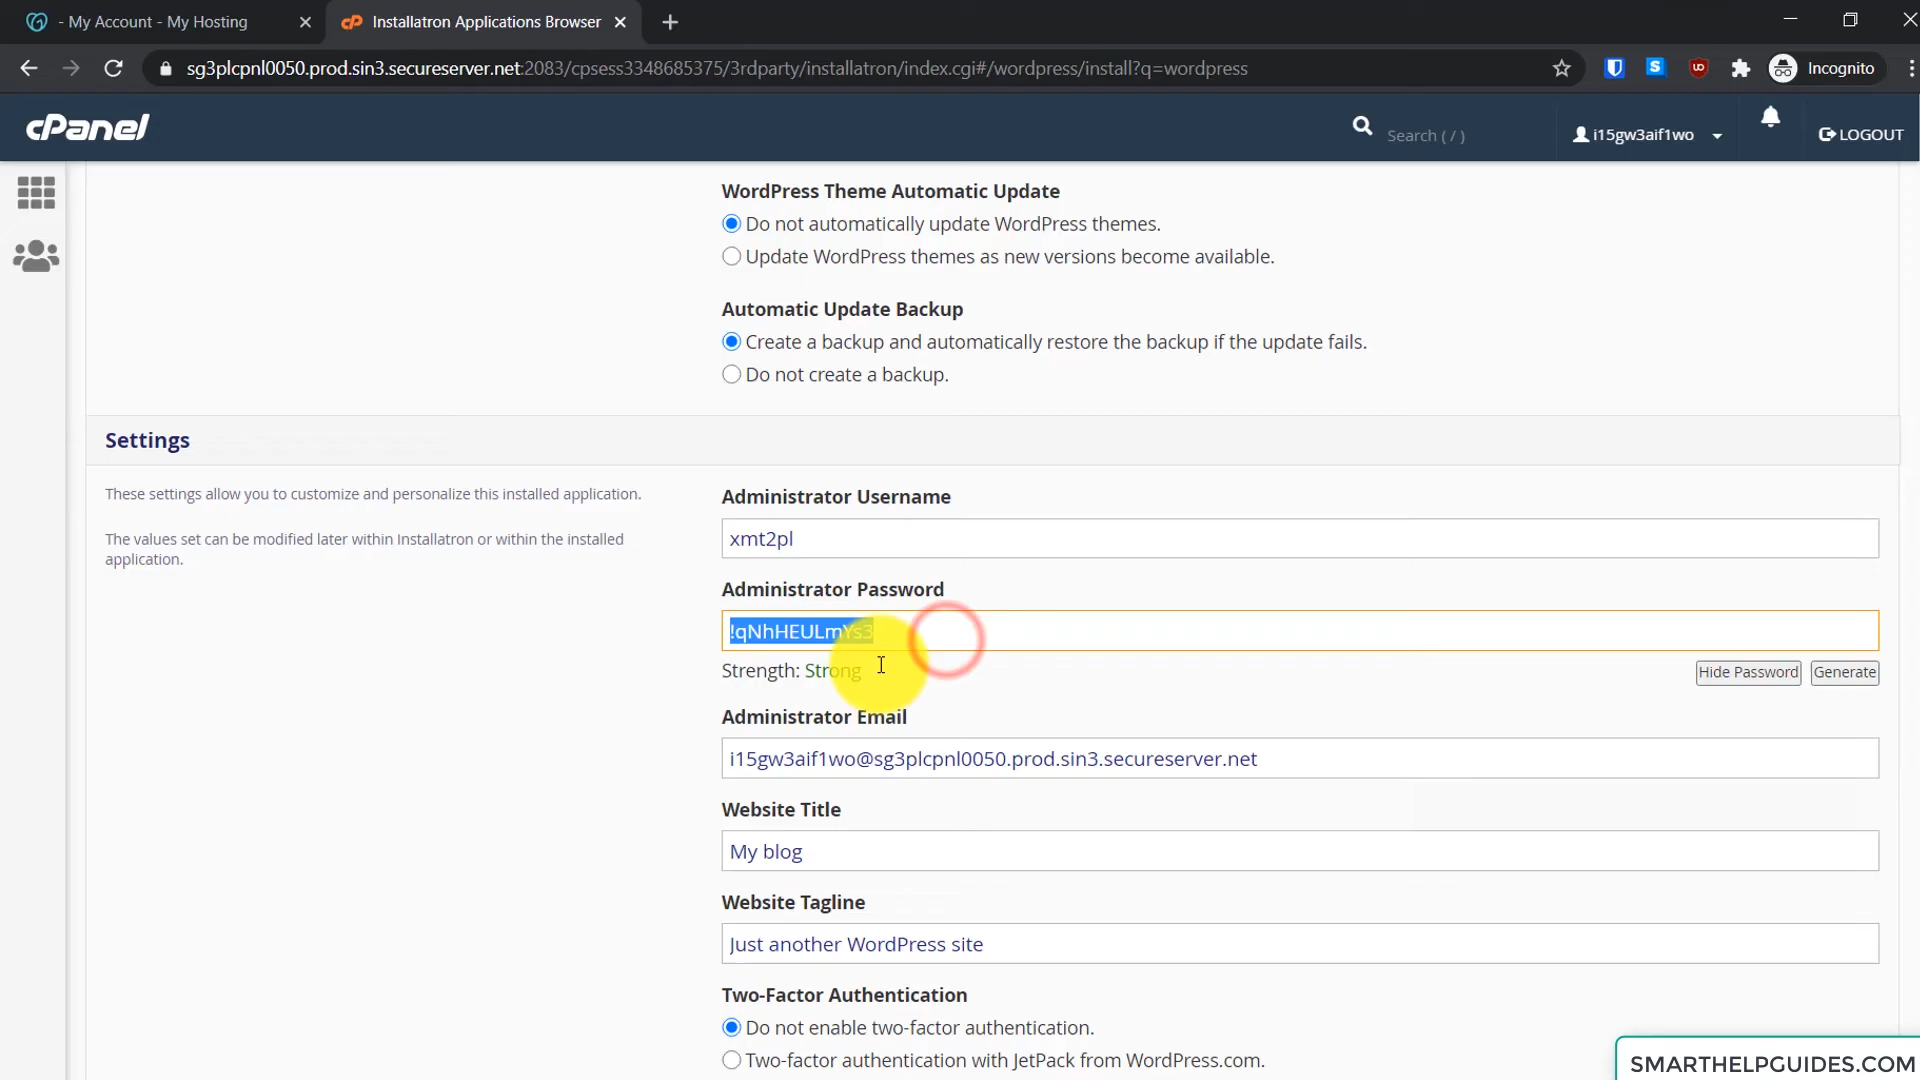 - My Account - My Hosting
Installatron Applications Browser
sg3plcpnl0050.prod.sin3.secureserver.net:2083/cpsess3348685375/3rdparty/installatron/index.cgi#/wordpress/install?q=wordpress
Incognito
cPanel
Search ( / )
i15gw3aif1wo
LOGOUT
WordPress Theme Automatic Update
Do not automatically update WordPress themes.
Update WordPress themes as new versions become available.
Automatic Update Backup
Create a backup and automatically restore the backup if the update fails.
Do not create a backup.
Settings
These settings allow you to customize and personalize this installed application.
The values set can be modified later within Installatron or within the installed
application.
Administrator Username
xmt2pl
Administrator Password
!qNhHEULmYs3
Strength: Strong
Hide Password
Generate
Administrator Email
i15gw3aif1wo@sg3plcpnl0050.prod.sin3.secureserver.net
Website Title
My blog
Website Tagline
Just another WordPress site
Two-Factor Authentication
Do not enable two-factor authentication.
Two-factor authentication with JetPack from WordPress.com.
SMARTHELPGUIDES.COM